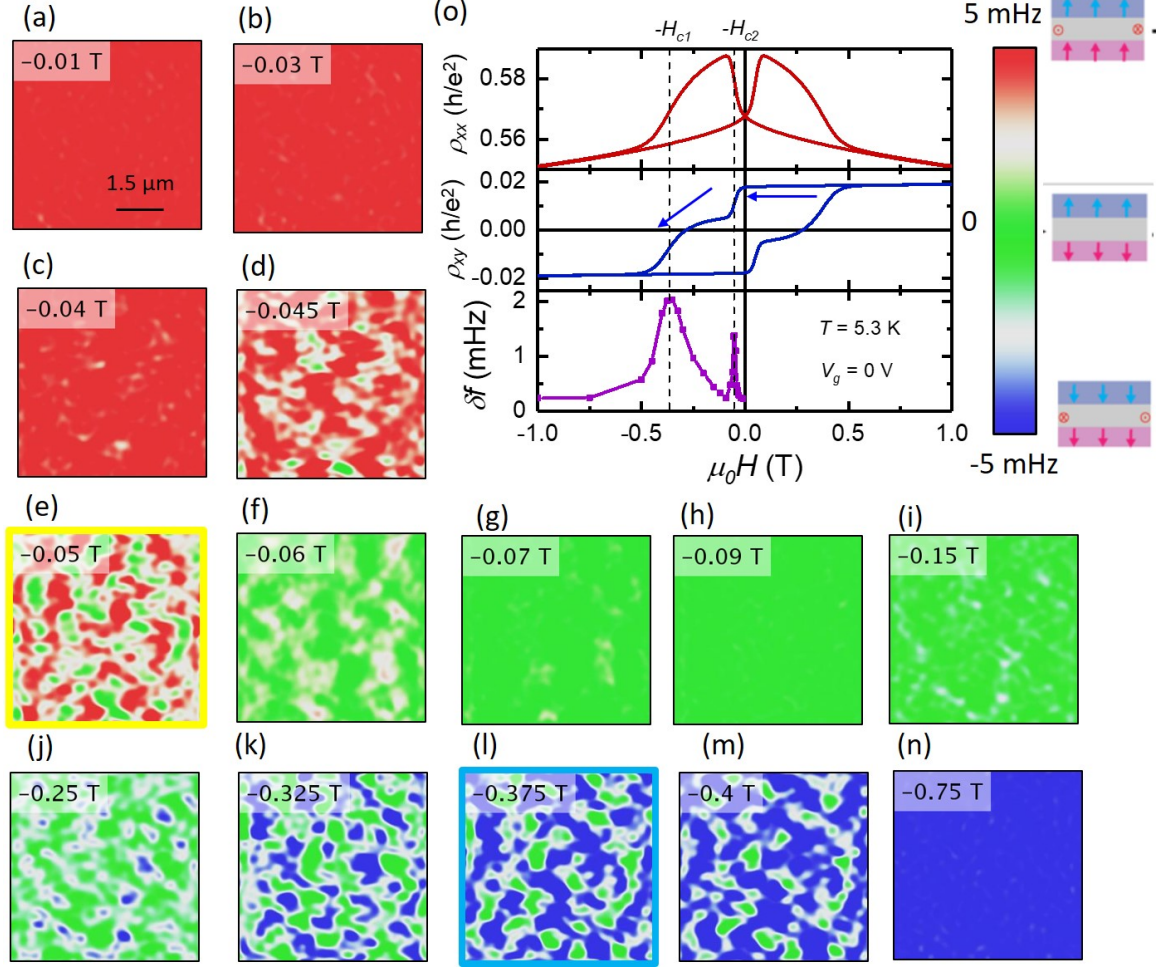 (a)
−0.01 T
1.5 μm
(b)
−0.03 T
(c)
−0.04 T
(d)
−0.045 T
(o)
-Hc1
-Hc2
ρxx (h/e²)
0.58
0.56
ρxy (h/e²)
0.02
0.00
-0.02
δf (mHz)
2
1
0
T = 5.3 K
Vg = 0 V
-1.0
-0.5
0.0
0.5
1.0
μ0H (T)
5 mHz
0
-5 mHz
(e)
−0.05 T
(f)
−0.06 T
(g)
−0.07 T
(h)
−0.09 T
(i)
−0.15 T
(j)
−0.25 T
(k)
−0.325 T
(l)
−0.375 T
(m)
−0.4 T
(n)
−0.75 T